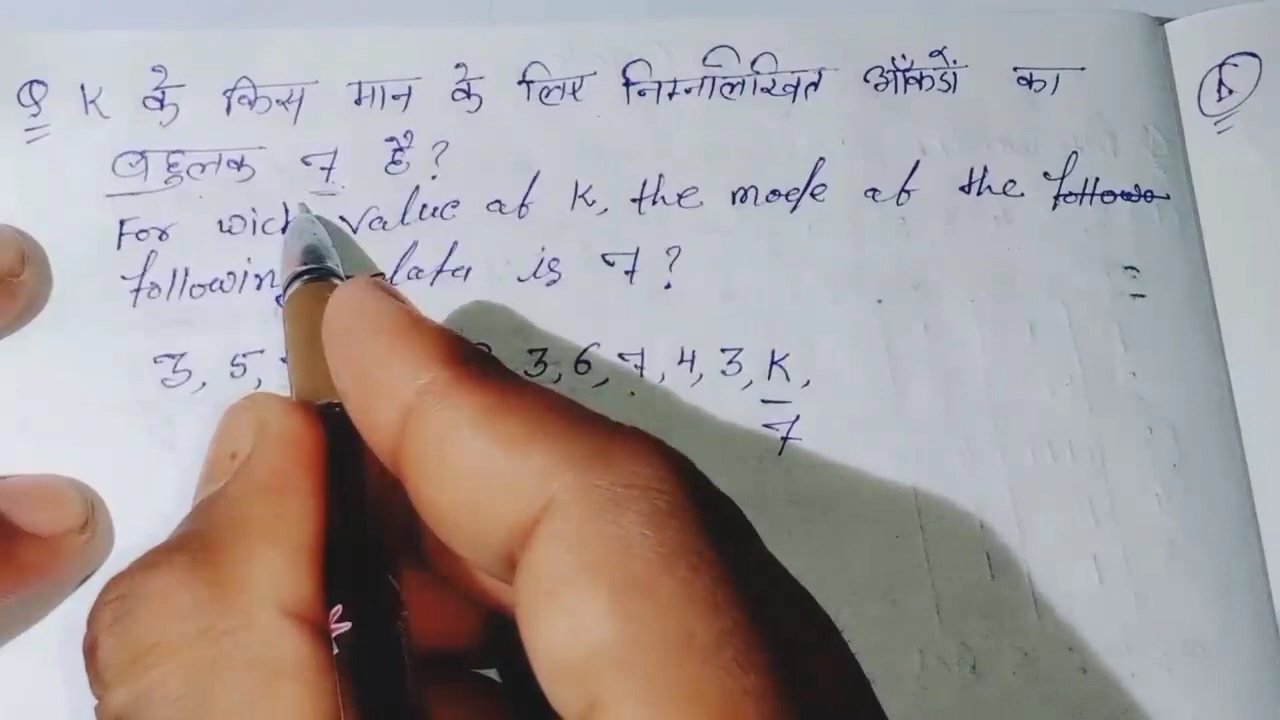 Q K के किस मान के लिए निम्नलिखित आँकडों का
बहुलक 7 है?
For wich value of K, the mode of the follows
following data is 7?
3, 5, 3, 6, 7, 4, 3, K,
7